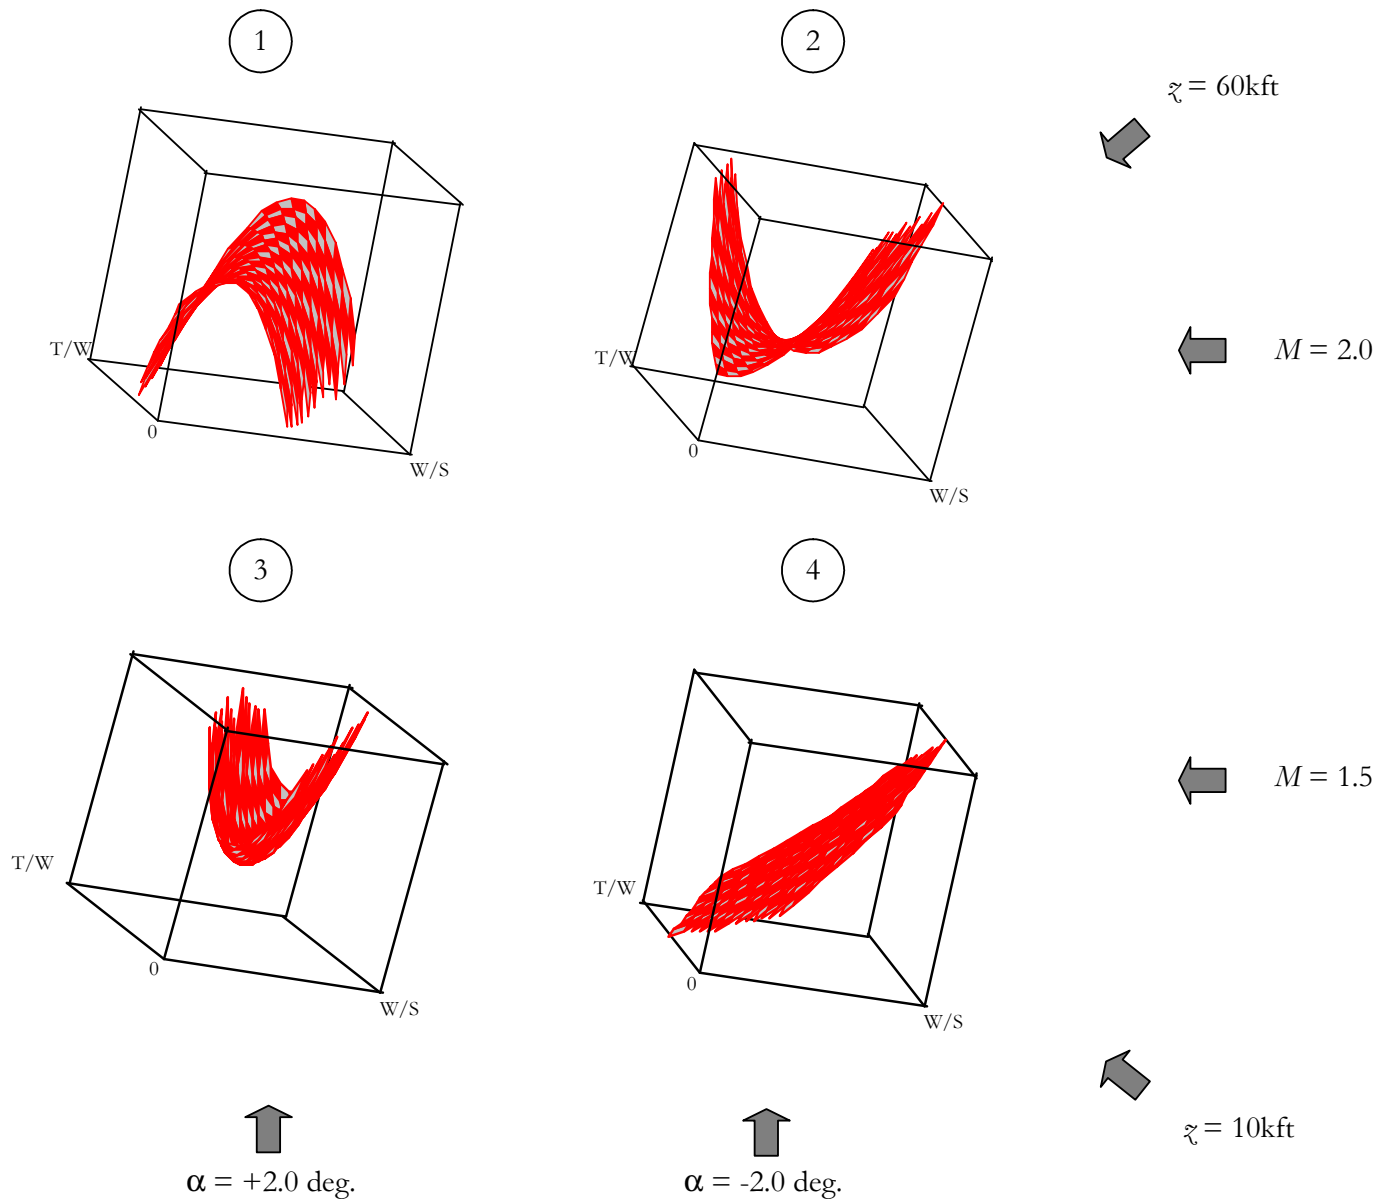 1
2
z = 60kft
T/W
0
W/S
T/W
0
W/S
M = 2.0
3
4
T/W
0
W/S
T/W
0
W/S
M = 1.5
z = 10kft
α = +2.0 deg.
α = -2.0 deg.